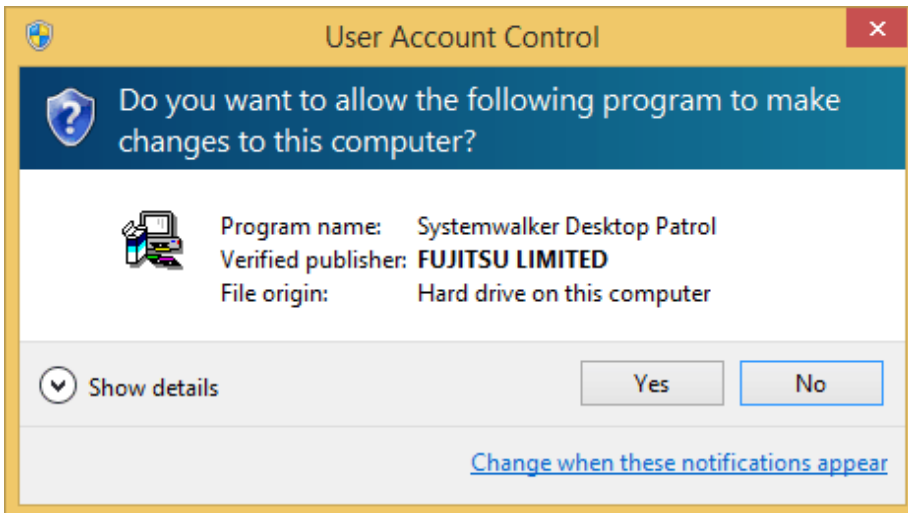 User Account Control
Do you want to allow the following program to make
changes to this computer?
Program name: Systemwalker Desktop Patrol
Verified publisher: FUJITSU LIMITED
File origin: Hard drive on this computer
Show details
Yes
No
Change when these notifications appear